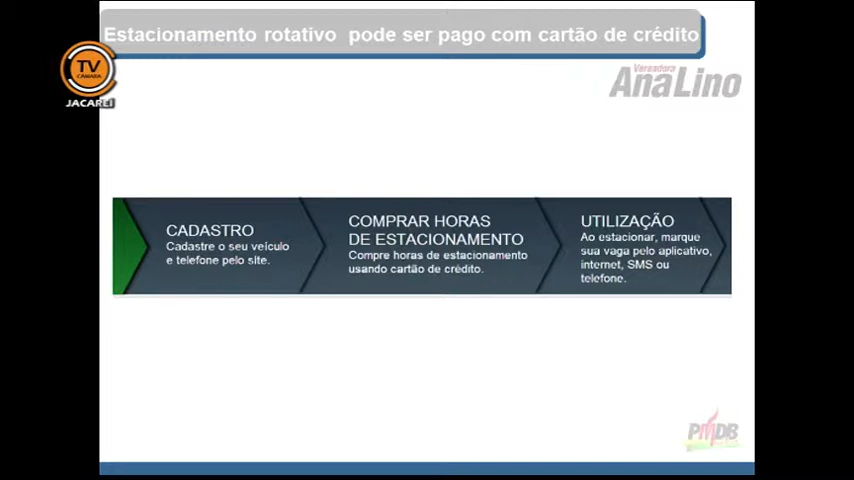 Estacionamento rotativo pode ser pago com cartão de crédito
TV
CÂMARA
JACAREÍ
Vereadora
AnaLino
CADASTRO
Cadastre o seu veículo
e telefone pelo site.
COMPRAR HORAS
DE ESTACIONAMENTO
Compre horas de estacionamento
usando cartão de crédito.
UTILIZAÇÃO
Ao estacionar, marque
sua vaga pelo aplicativo,
internet, SMS ou
telefone.
PMDB